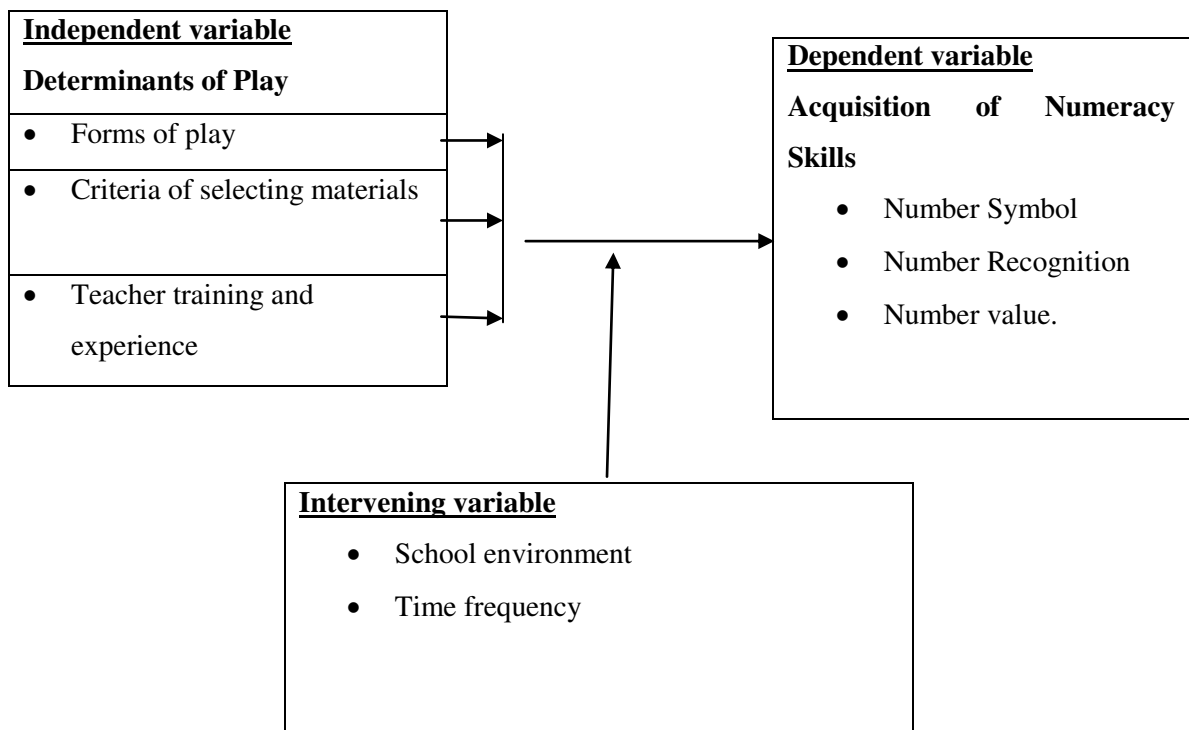 Independent variable
Determinants of Play
• Forms of play
• Criteria of selecting materials
• Teacher training and
experience
Dependent variable
Acquisition of Numeracy
Skills
• Number Symbol
• Number Recognition
• Number value.
Intervening variable
• School environment
• Time frequency